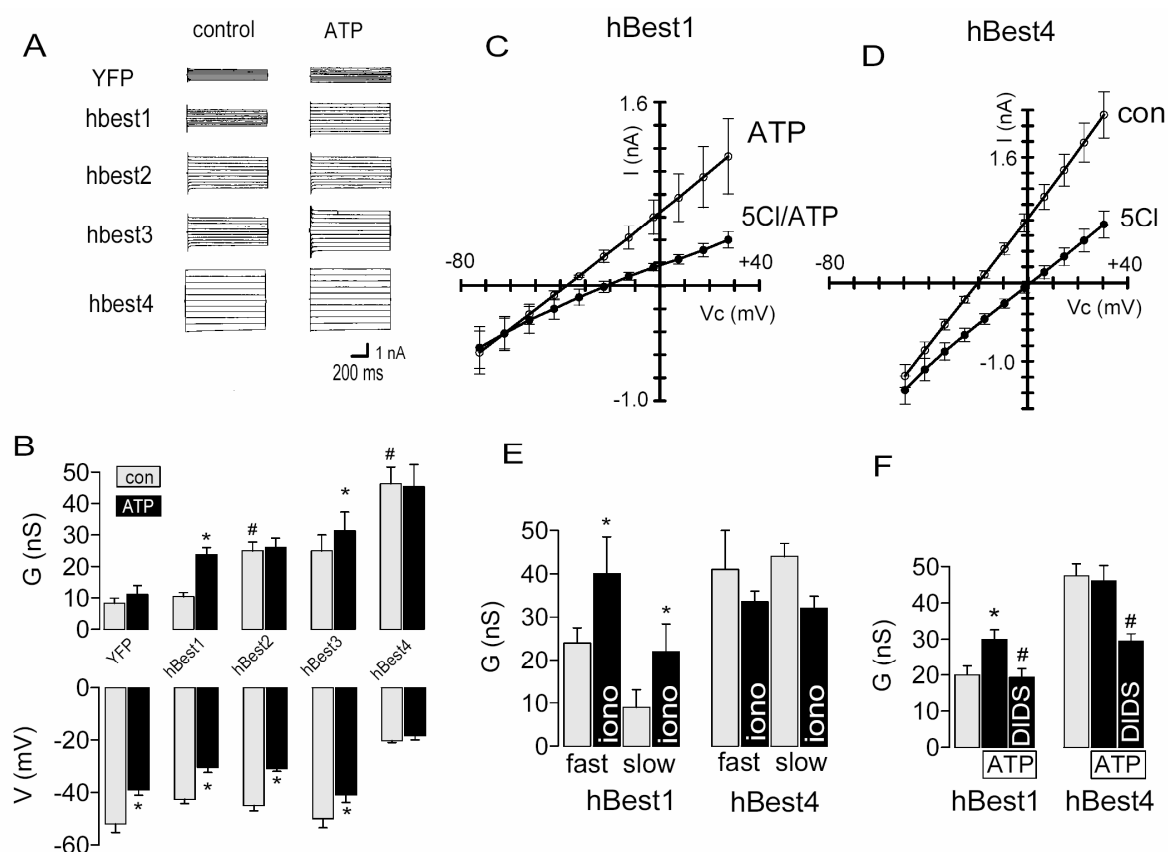 A
control ATP
YFP
hbest1
hbest2
hbest3
hbest4
1 nA
200 ms
C
hBest1
1.6
I (nA)
ATP
5Cl/ATP
-80
+40
Vc (mV)
-1.0
D
hBest4
I (nA)
con
1.6
5Cl
-80
+40
Vc (mV)
-1.0
B
con
ATP
G (nS)
50
40
30
20
10
0
* # * #
YFP hBest1 hBest2 hBest3 hBest4
V (mV)
0
-20
-40
-60
* * * *
E
G (nS)
50
40
30
20
10
0
* *
iono iono iono iono
fast slow fast slow
hBest1 hBest4
F
G (nS)
50
40
30
20
10
0
* # #
DIDS DIDS
ATP ATP
hBest1 hBest4